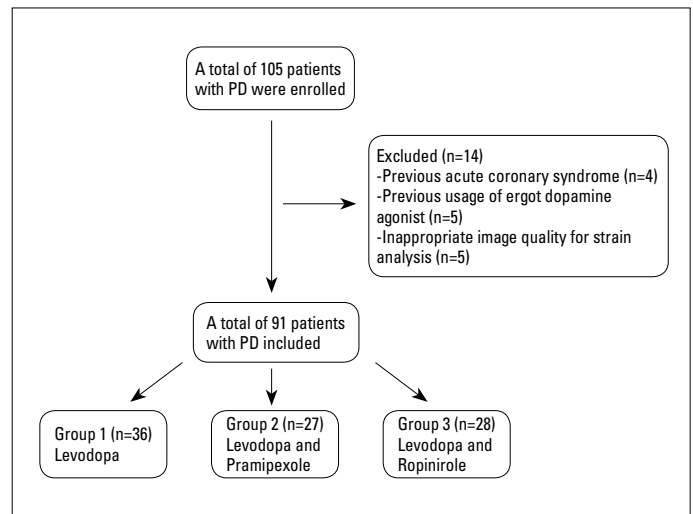 A total of 105 patients
with PD were enrolled
Excluded (n=14)
-Previous acute coronary syndrome (n=4)
-Previous usage of ergot dopamine
agonist (n=5)
-Inappropriate image quality for strain
analysis (n=5)
A total of 91 patients
with PD included
Group 1 (n=36)
Levodopa
Group 2 (n=27)
Levodopa and
Pramipexole
Group 3 (n=28)
Levodopa and
Ropinirole